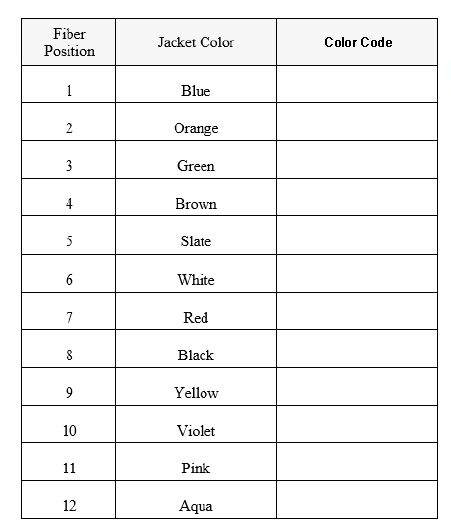 Fiber
Position
Jacket Color
Color Code
1 Blue
2 Orange
3 Green
4 Brown
5 Slate
6 White
7 Red
8 Black
9 Yellow
10 Violet
11 Pink
12 Aqua